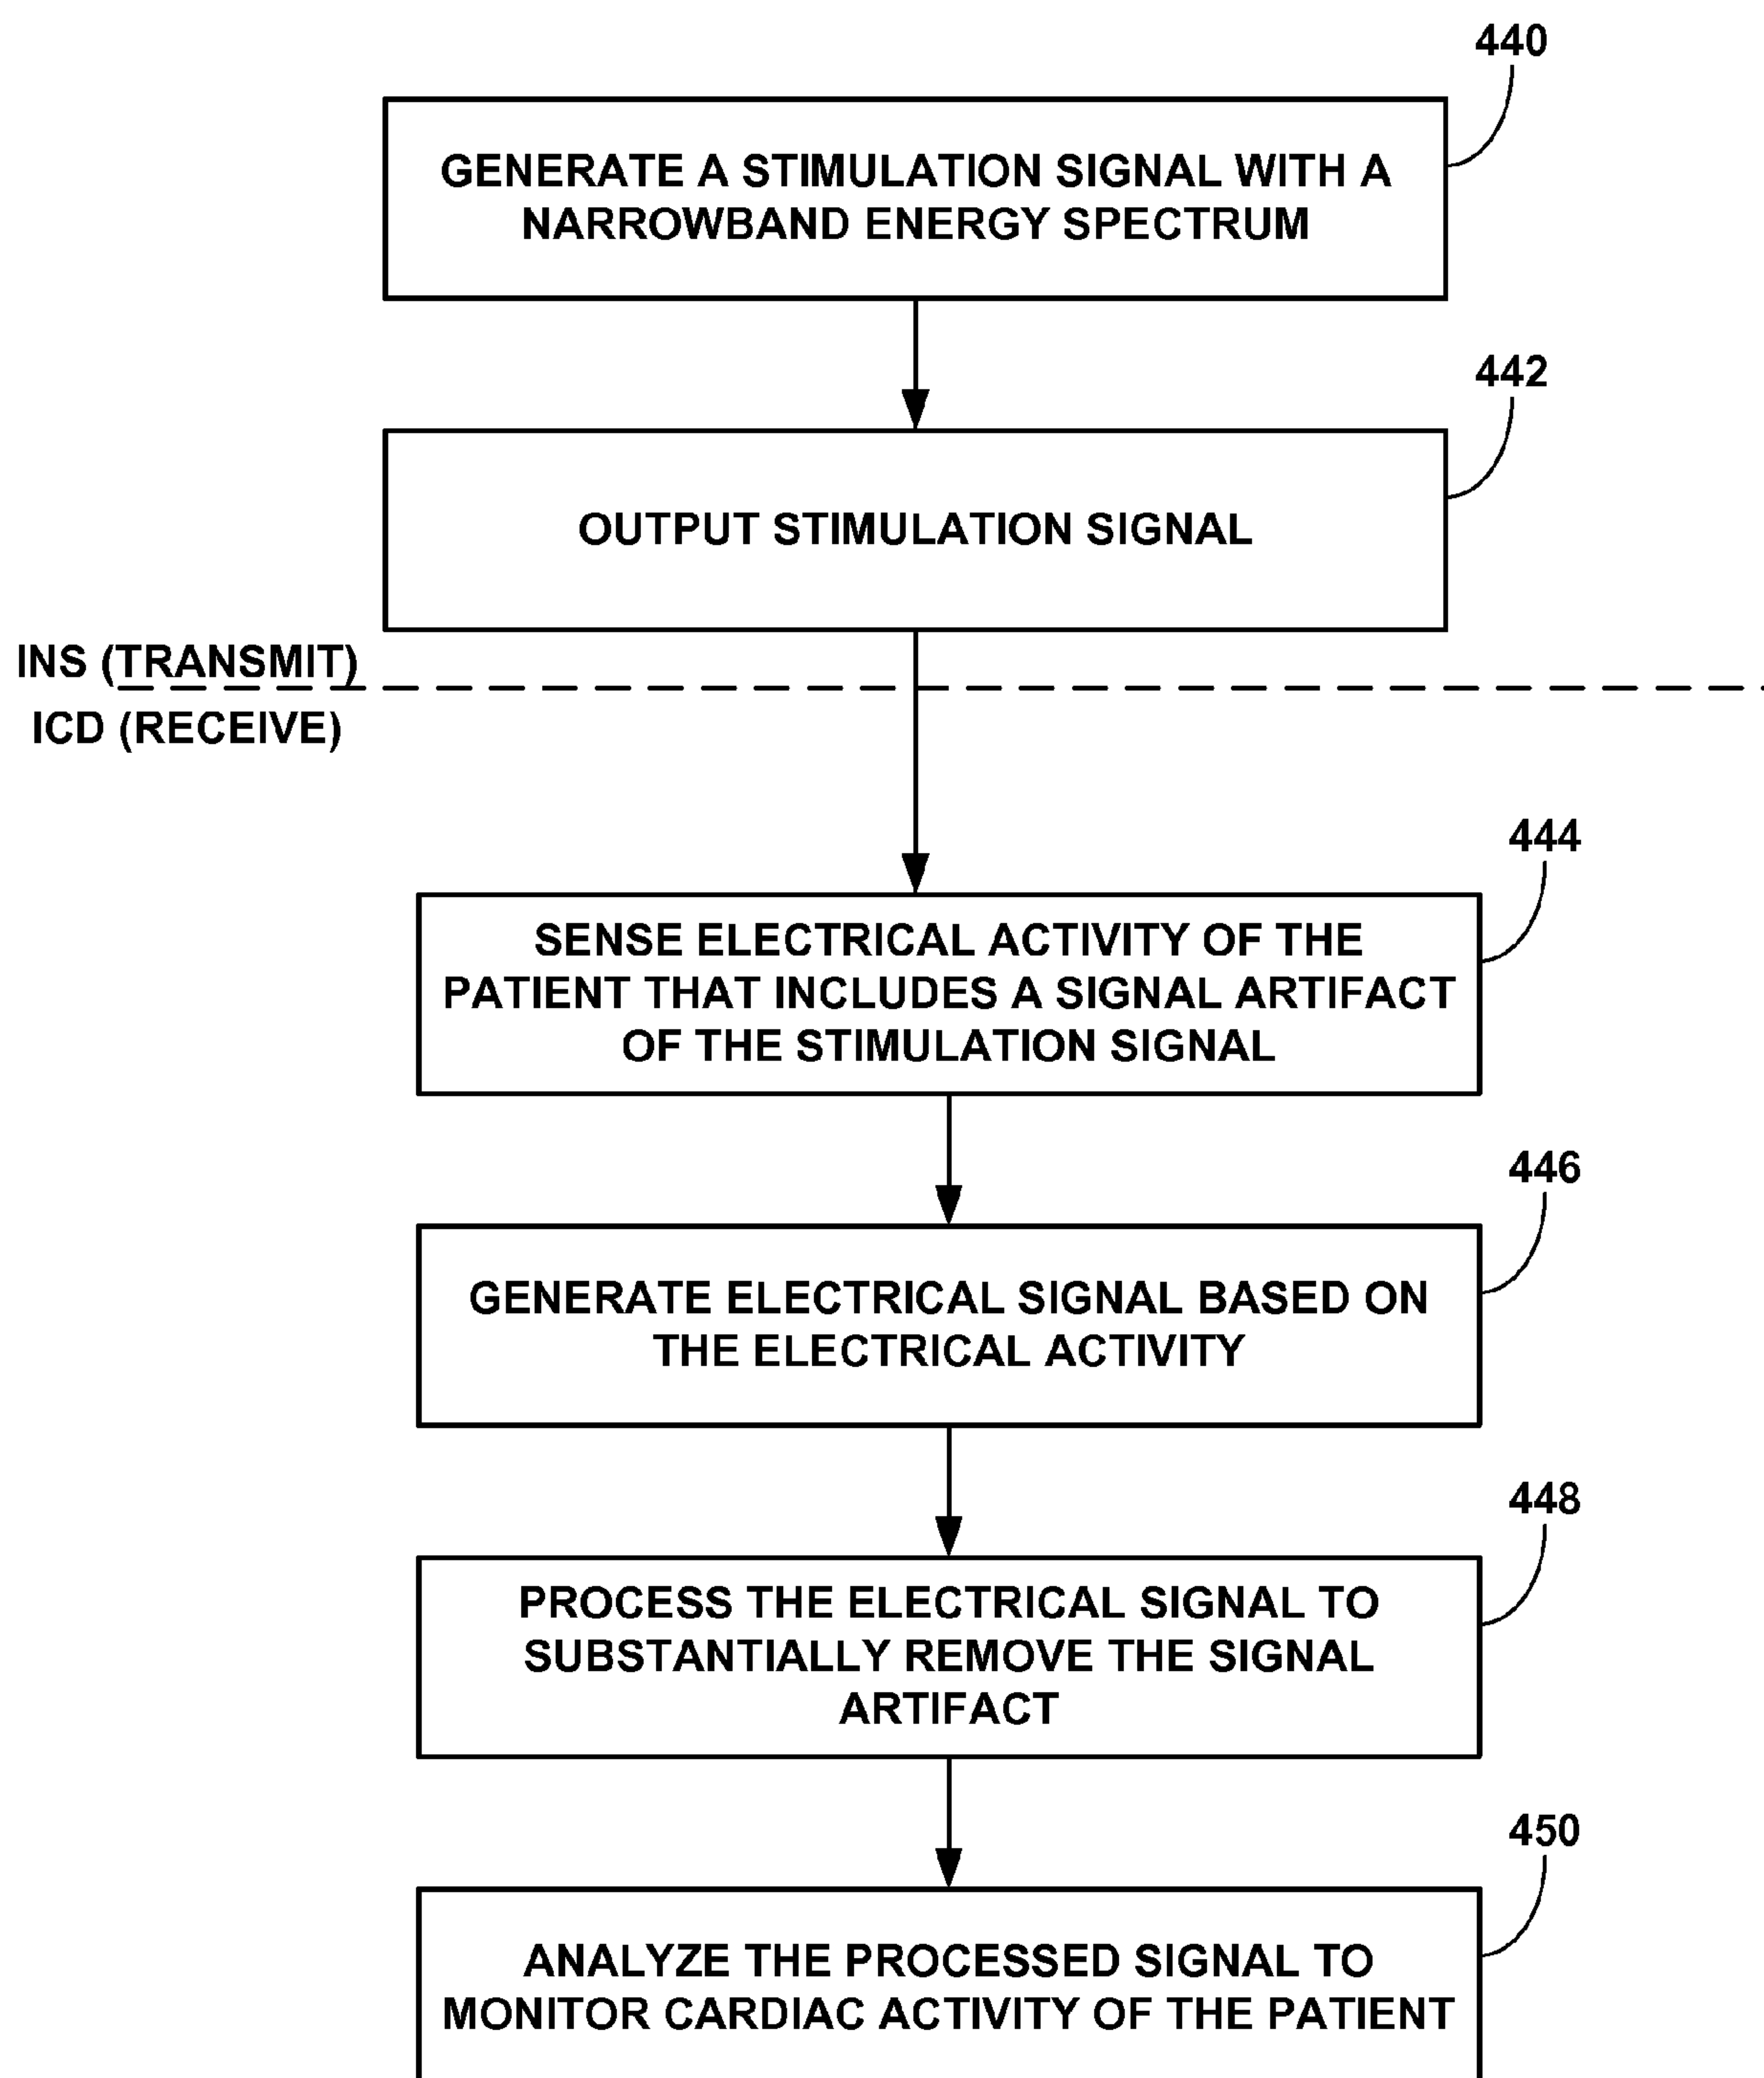 440
GENERATE A STIMULATION SIGNAL WITH A
NARROWBAND ENERGY SPECTRUM
442
OUTPUT STIMULATION SIGNAL
INS (TRANSMIT)
ICD (RECEIVE)
444
SENSE ELECTRICAL ACTIVITY OF THE
PATIENT THAT INCLUDES A SIGNAL ARTIFACT
OF THE STIMULATION SIGNAL
446
GENERATE ELECTRICAL SIGNAL BASED ON
THE ELECTRICAL ACTIVITY
448
PROCESS THE ELECTRICAL SIGNAL TO
SUBSTANTIALLY REMOVE THE SIGNAL
ARTIFACT
450
ANALYZE THE PROCESSED SIGNAL TO
MONITOR CARDIAC ACTIVITY OF THE PATIENT